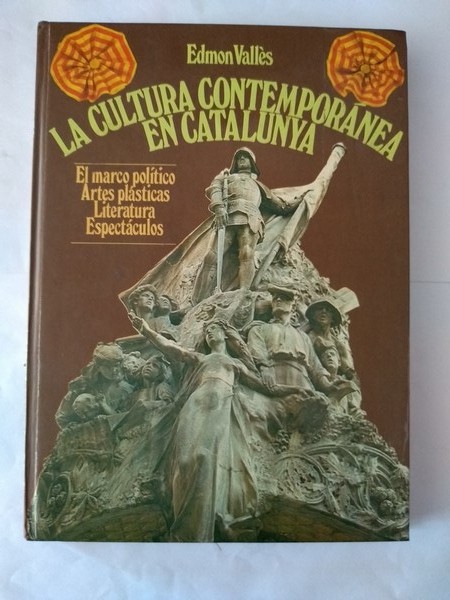 Edmon Vallès
LA CULTURA CONTEMPORÁNEA
EN CATALUNYA
El marco político
Artes plásticas
Literatura
Espectáculos